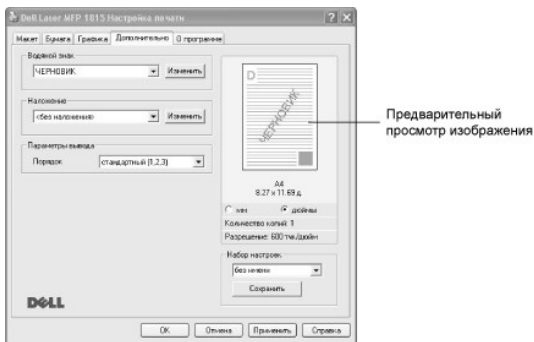 Dell Laser MFP 1815 Настройка печати
Макет Бумага Графика Дополнительно О программе
Водяной знак
ЧЕРНОВИК
Изменить
Наложение
<без наложения>
Изменить
Параметры вывода
Порядок
стандартный (1,2,3)
D
ЧЕРНОВИК
A4
8.27 x 11.69 д.
мм
дюймы
Количество копий: 1
Разрешение: 600 тчк./дюйм
Набор настроек
без имени
Сохранить
DELL
OK
Отмена
Применить
Справка
Предварительный
просмотр изображения